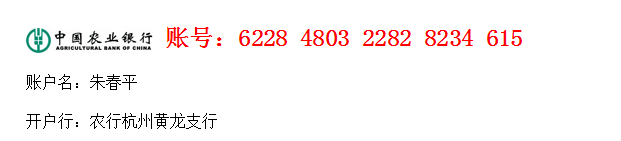 中国农业银行 账号：6228 4803 2282 8234 615
AGRICULTURAL BANK OF CHINA
账户名：朱春平
开户行：农行杭州黄龙支行